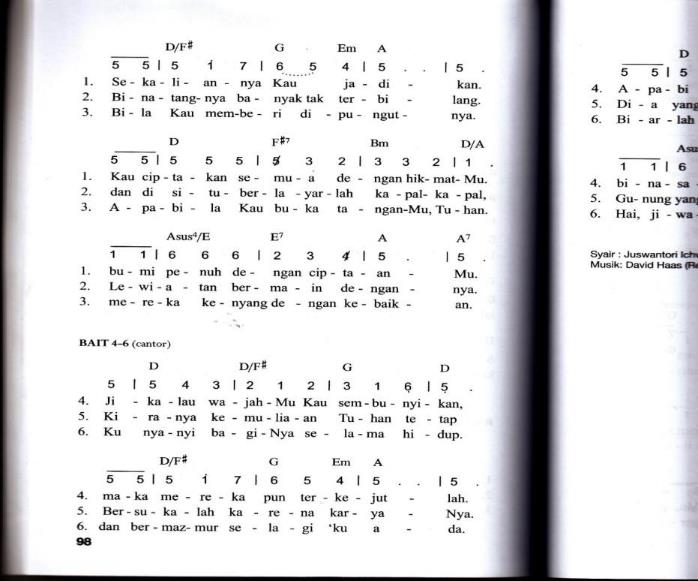 D/F# G Em A
5 5 | 5 1 7 | 6 5 4 | 5 . . | 5 .
1. Se - ka - li - an - nya Kau ja - di - kan.
2. Bi - na - tang- nya ba - nyak tak ter - bi - lang.
3. Bi - la Kau mem-be - ri di - pu - ngut - nya.
D F#7 Bm D/A
5 5 | 5 5 5 | 5 3 2 | 3 3 2 | 1 .
1. Kau cip - ta - kan se - mu - a de - ngan hik- mat- Mu.
2. dan di si - tu - ber - la - yar - lah ka - pal- ka - pal,
3. A - pa - bi - la Kau bu - ka ta - ngan-Mu, Tu - han.
Asus4/E E7 A A7
1 1 | 6 6 6 | 2 3 4 | 5 . | 5 .
1. bu - mi pe - nuh de - ngan cip - ta - an - Mu.
2. Le - wi - a - tan ber - ma - in de - ngan - nya.
3. me - re - ka ke - nyang de - ngan ke - baik - an.
BAIT 4–6 (cantor)
D D/F# G D
5 | 5 4 3 | 2 1 2 | 3 1 6 | 5 .
4. Ji - ka - lau wa - jah - Mu Kau sem - bu - nyi - kan,
5. Ki - ra - nya ke - mu - lia - an Tu - han te - tap
6. Ku nya - nyi ba - gi - Nya se - la - ma hi - dup.
D/F# G Em A
5 5 | 5 1 7 | 6 5 4 | 5 . . | 5 .
4. ma - ka me - re - ka pun ter - ke - jut - lah.
5. Ber - su - ka - lah ka - re - na kar - ya - Nya.
6. dan ber - maz- mur se - la - gi 'ku a - da.
98
D
5 5 | 5
4. A - pa - bi
5. Di - a yang
6. Bi - ar - lah
Asu
1 1 | 6
4. bi - na - sa
5. Gu - nung yan
6. Hai, ji - wa
Syair : Juswantori Ich
Musik: David Haas (R